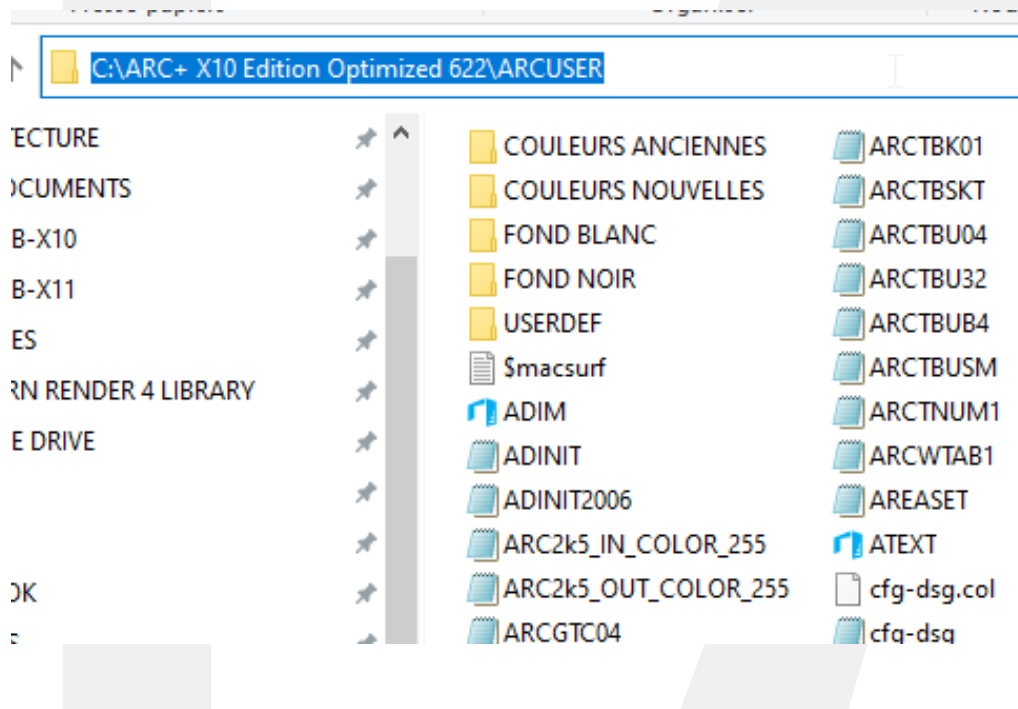 C:\ARC+ X10 Edition Optimized 622\ARCUSER
TECTURE
OCUMENTS
B-X10
B-X11
ES
RN RENDER 4 LIBRARY
E DRIVE
OK
COULEURS ANCIENNES
COULEURS NOUVELLES
FOND BLANC
FOND NOIR
USERDEF
$macsurf
ADIM
ADINIT
ADINIT2006
ARC2k5_IN_COLOR_255
ARC2k5_OUT_COLOR_255
ARCGTC04
ARCTBK01
ARCTBSKT
ARCTBU04
ARCTBU32
ARCTBUB4
ARCTBUSM
ARCTNUM1
ARCWTAB1
AREASET
ATEXT
cfg-dsg.col
cfg-dsg